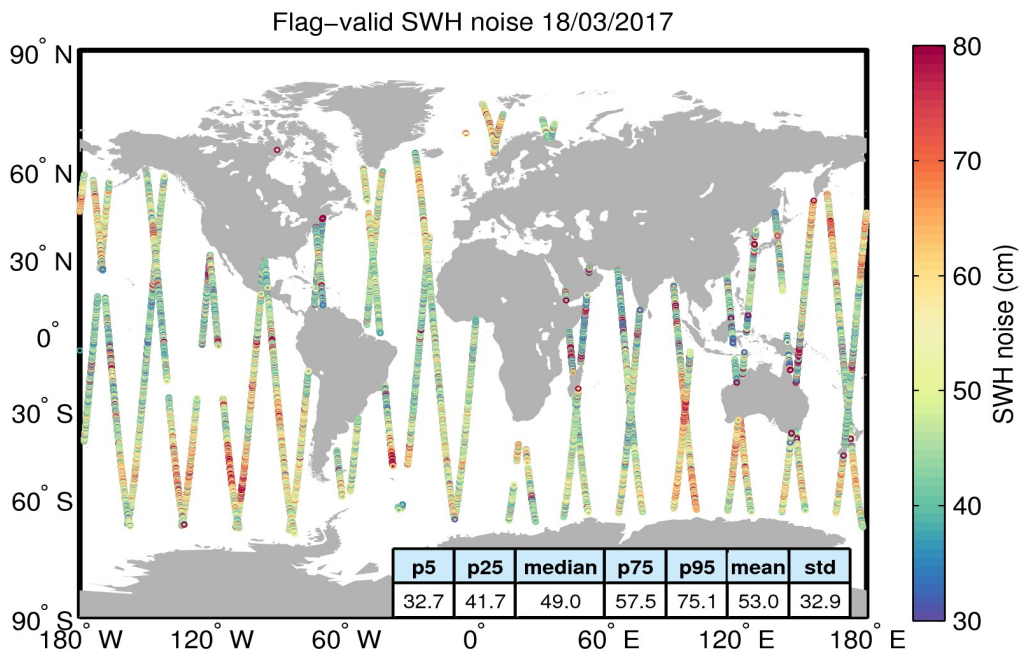 Flag−valid SWH noise 18/03/2017
90° N
60° N
30° N
0°
30° S
60° S
90° S
180° W
120° W
60° W
0°
60° E
120° E
180° E
80
70
60
50
40
30
SWH noise (cm)
p5 p25 median p75 p95 mean std
32.7 41.7 49.0 57.5 75.1 53.0 32.9